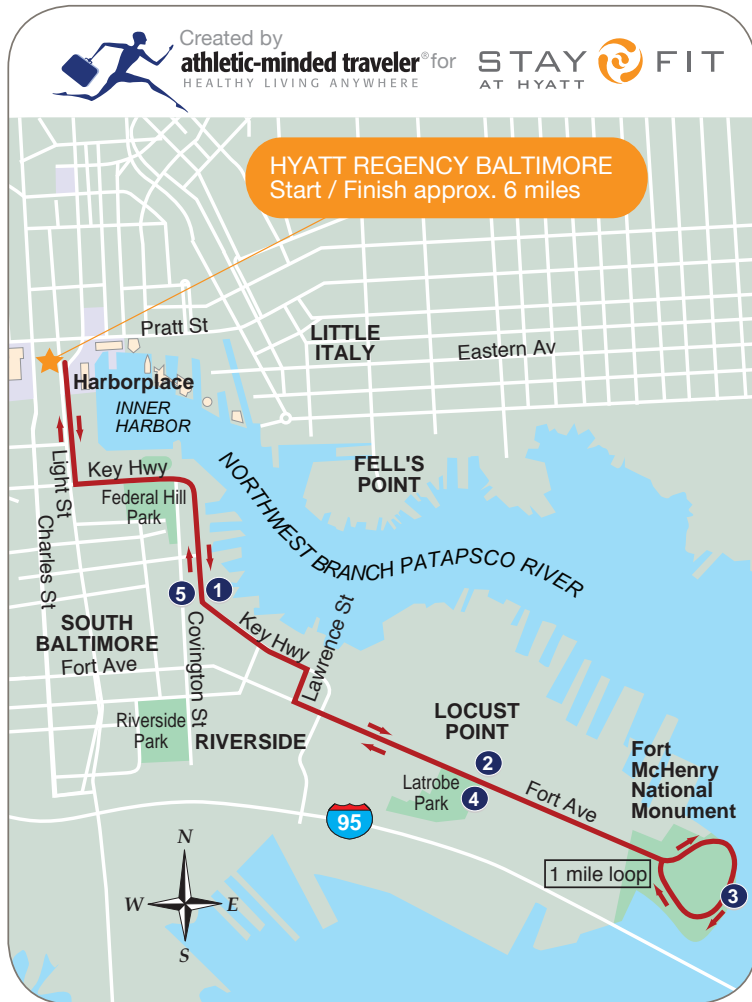 Created by
athletic-minded traveler® for
HEALTHY LIVING ANYWHERE
STAY FIT
AT HYATT
HYATT REGENCY BALTIMORE
Start / Finish approx. 6 miles
Pratt St
LITTLE
ITALY
Eastern Av
Harborplace
INNER
HARBOR
Light St
Key Hwy
FELL'S
POINT
Federal Hill
Park
Charles St
NORTHWEST BRANCH PATAPSCO RIVER
5
1
SOUTH
BALTIMORE
Fort Ave
Covington St
Key Hwy
Lawrence St
Riverside
Park
RIVERSIDE
LOCUST
POINT
2
Latrobe
Park
4
Fort Ave
Fort
McHenry
National
Monument
95
1 mile loop
3
N
W
E
S